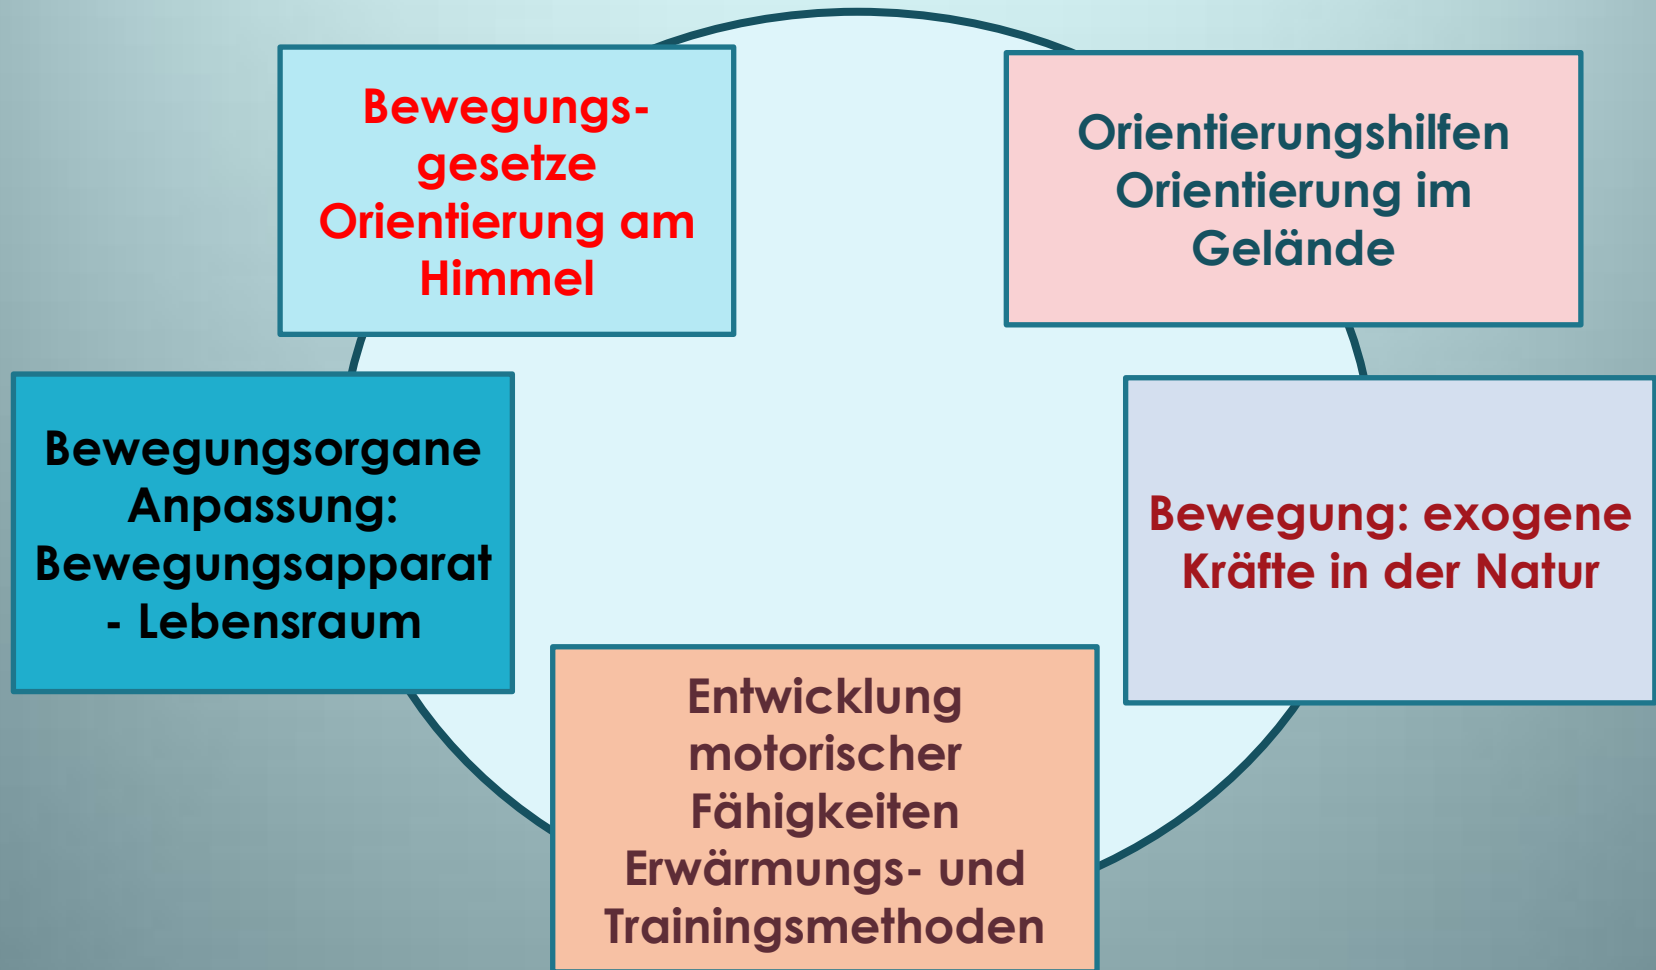 Bewegungs-
gesetze
Orientierung am
Himmel
Orientierungshilfen
Orientierung im
Gelände
Bewegungsorgane
Anpassung:
Bewegungsapparat
- Lebensraum
Bewegung: exogene
Kräfte in der Natur
Entwicklung
motorischer
Fähigkeiten
Erwärmungs- und
Trainingsmethoden